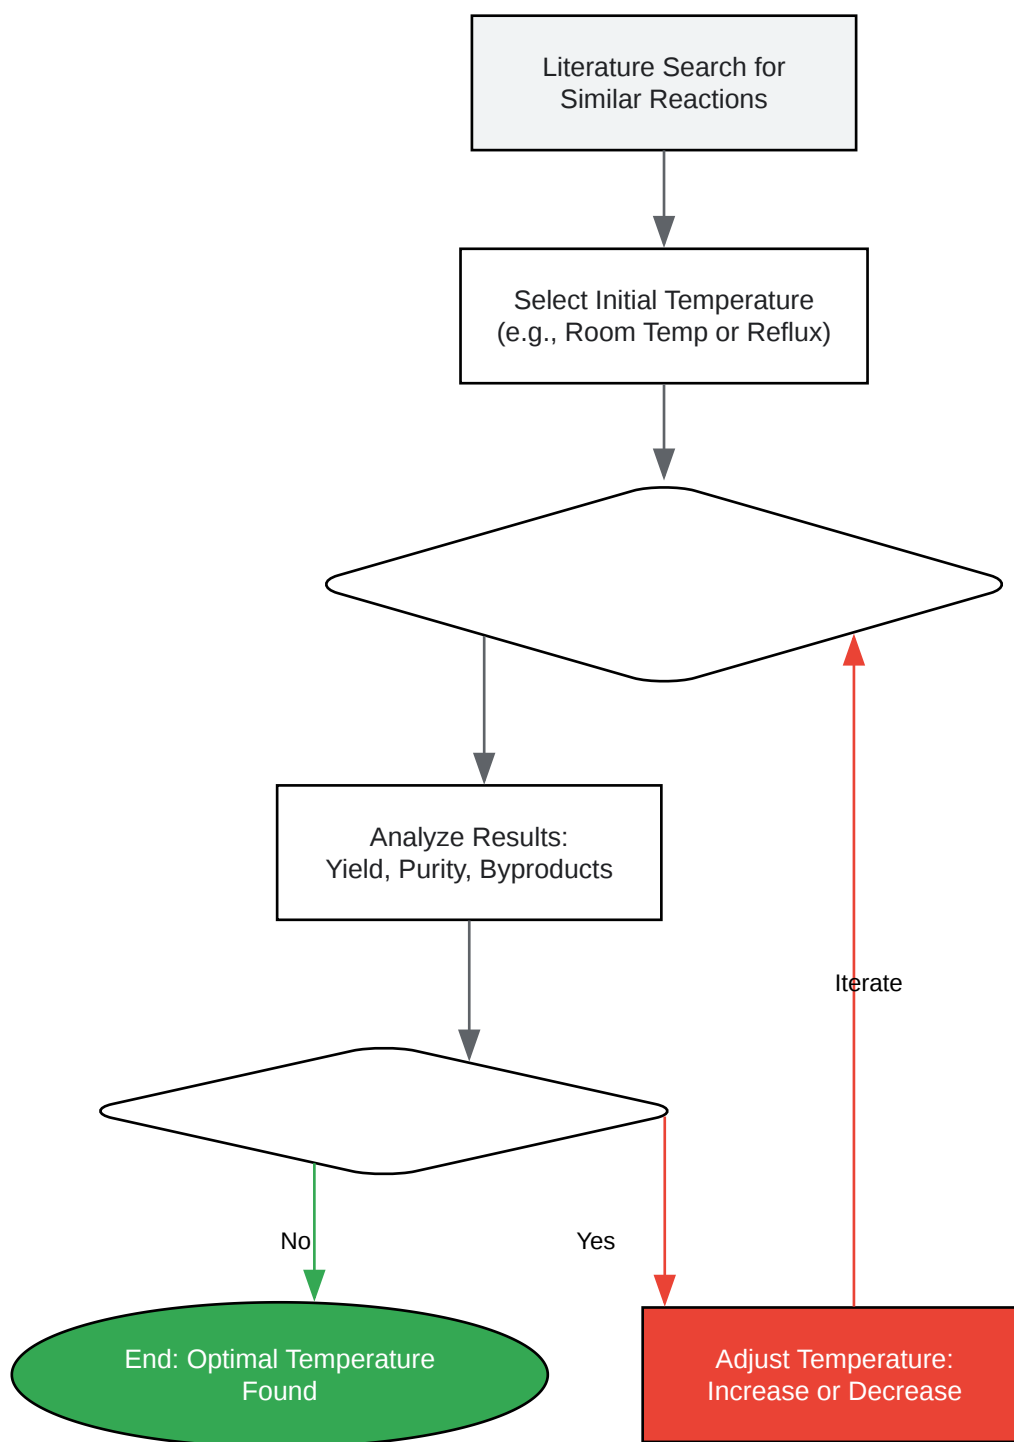 Literature Search for
Similar Reactions
Select Initial Temperature
(e.g., Room Temp or Reflux)
Analyze Results:
Yield, Purity, Byproducts
Iterate
No
Yes
End: Optimal Temperature
Found
Adjust Temperature:
Increase or Decrease